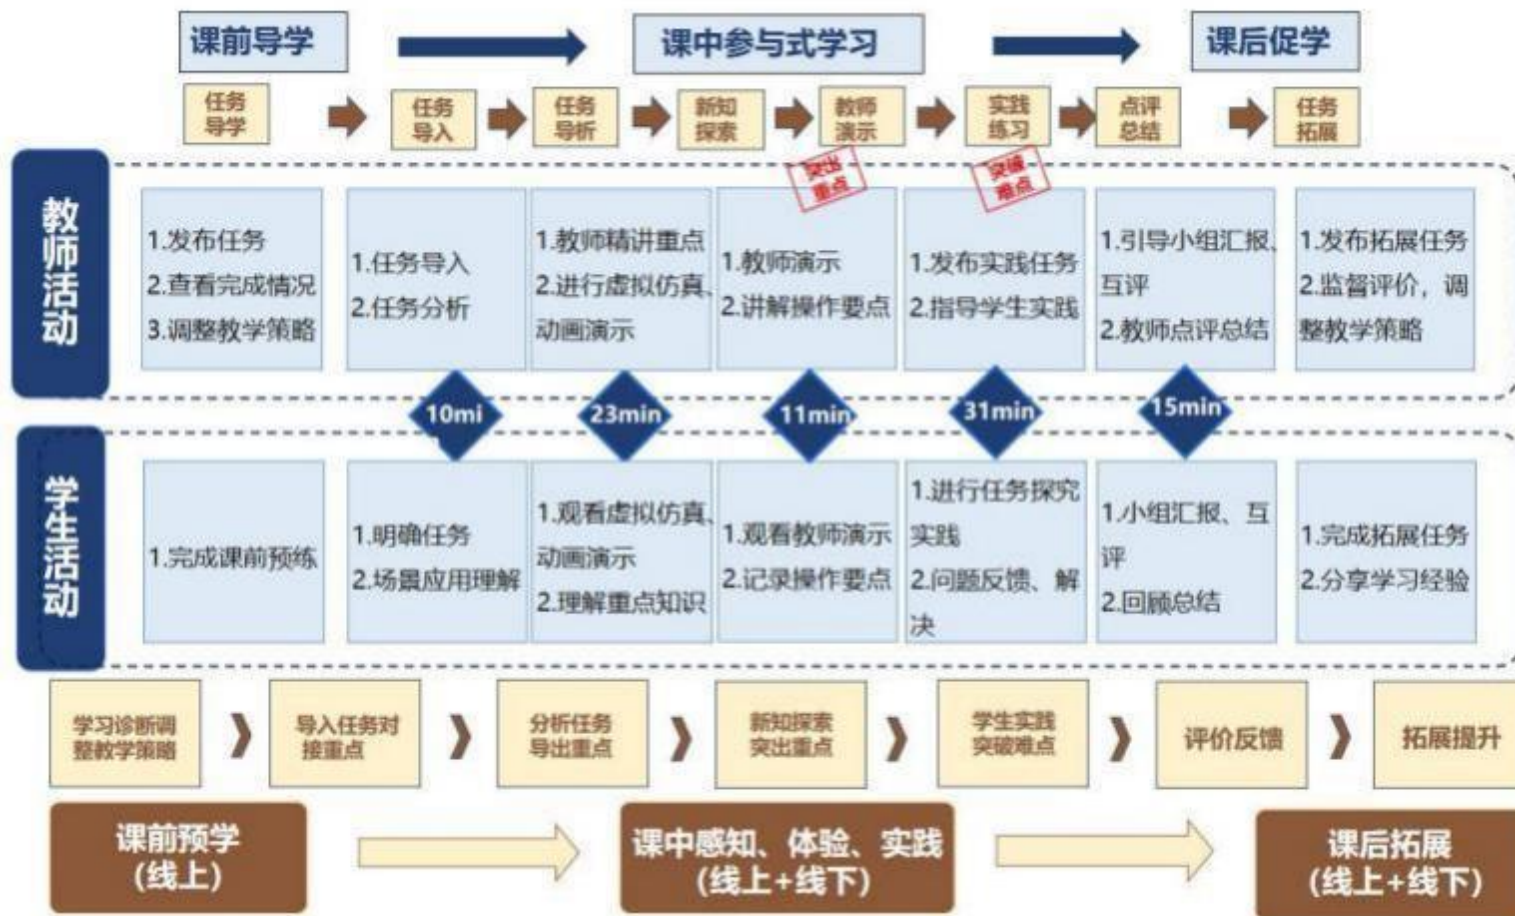 课前导学
课中参与式学习
课后促学
任务
导学
任务
导入
任务
导析
新知
探索
教师
演示
实践
练习
点评
总结
任务
拓展
突出
重点
突破
难点
教师活动
1.发布任务
2.查看完成情况
3.调整教学策略
1.任务导入
2.任务分析
1.教师精讲重点
2.进行虚拟仿真、
动画演示
1.教师演示
2.讲解操作要点
1.发布实践任务
2.指导学生实践
1.引导小组汇报、
互评
2.教师点评总结
1.发布拓展任务
2.监督评价，调
整教学策略
10mi
23min
11min
31min
15min
学生活动
1.完成课前预练
1.明确任务
2.场景应用理解
1.观看虚拟仿真、
动画演示
2.理解重点知识
1.观看教师演示
2.记录操作要点
1.进行任务探究
实践
2.问题反馈、解
决
1.小组汇报、互
评
2.回顾总结
1.完成拓展任务
2.分享学习经验
学习诊断调
整教学策略
导入任务对
接重点
分析任务
导出重点
新知探索
突出重点
学生实践
突破难点
评价反馈
拓展提升
课前预学
(线上)
课中感知、体验、实践
(线上+线下)
课后拓展
(线上+线下)